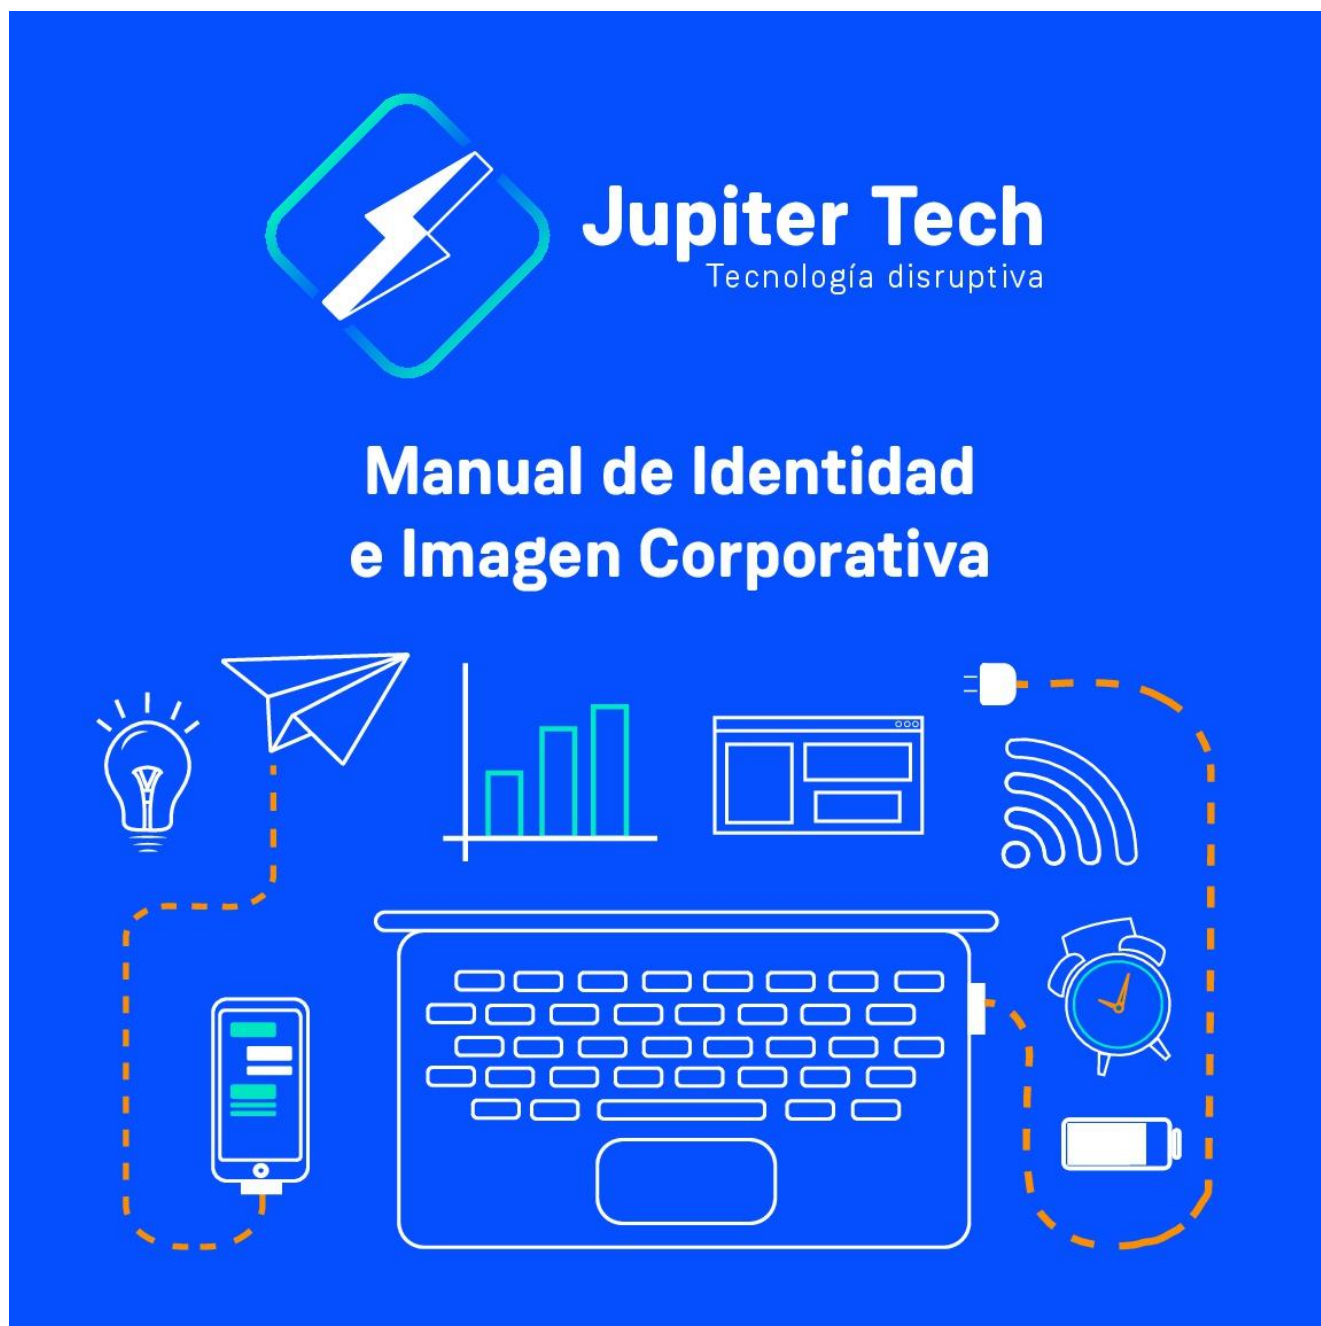 Jupiter Tech
Tecnología disruptiva
Manual de Identidad
e Imagen Corporativa